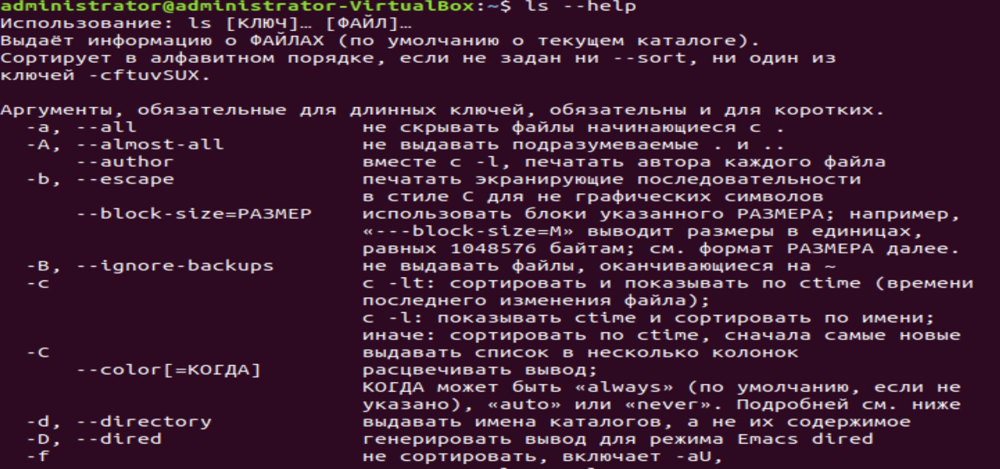 administrator@administrator-VirtualBox:~$ ls --help
Использование: ls [КЛЮЧ]… [ФАЙЛ]…
Выдаёт информацию о ФАЙЛАХ (по умолчанию о текущем каталоге).
Сортирует в алфавитном порядке, если не задан ни --sort, ни один из
ключей -cftuvSUX.

Аргументы, обязательные для длинных ключей, обязательны и для коротких.
  -a, --all                  не скрывать файлы начинающиеся с .
  -A, --almost-all           не выдавать подразумеваемые . и ..
      --author               вместе с -l, печатать автора каждого файла
  -b, --escape               печатать экранирующие последовательности
                             в стиле C для не графических символов
      --block-size=РАЗМЕР    использовать блоки указанного РАЗМЕРА; например,
                             «---block-size=M» выводит размеры в единицах,
                             равных 1048576 байтам; см. формат РАЗМЕРА далее.
  -B, --ignore-backups       не выдавать файлы, оканчивающиеся на ~
  -c                         с -lt: сортировать и показывать по ctime (времени
                             последнего изменения файла);
                             с -l: показывать ctime и сортировать по имени;
                             иначе: сортировать по ctime, сначала самые новые
  -C                         выдавать список в несколько колонок
      --color[=КОГДА]        расцвечивать вывод;
                             КОГДА может быть «always» (по умолчанию, если не
                             указано), «auto» или «never». Подробней см. ниже
  -d, --directory            выдавать имена каталогов, а не их содержимое
  -D, --dired                генерировать вывод для режима Emacs dired
  -f                         не сортировать, включает -aU,